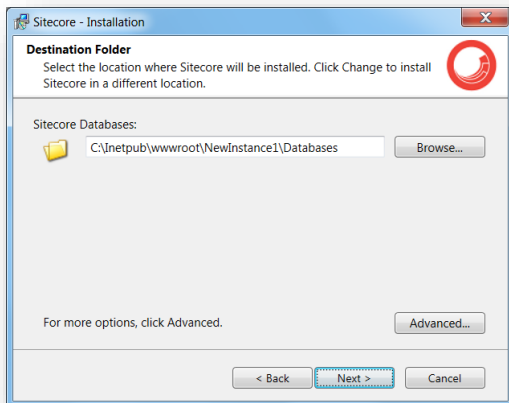 Sitecore - Installation
Destination Folder
Select the location where Sitecore will be installed. Click Change to install
Sitecore in a different location.
Sitecore Databases:
C:\Inetpub\wwwroot\NewInstance1\Databases
Browse...
For more options, click Advanced.
Advanced...
< Back
Next >
Cancel